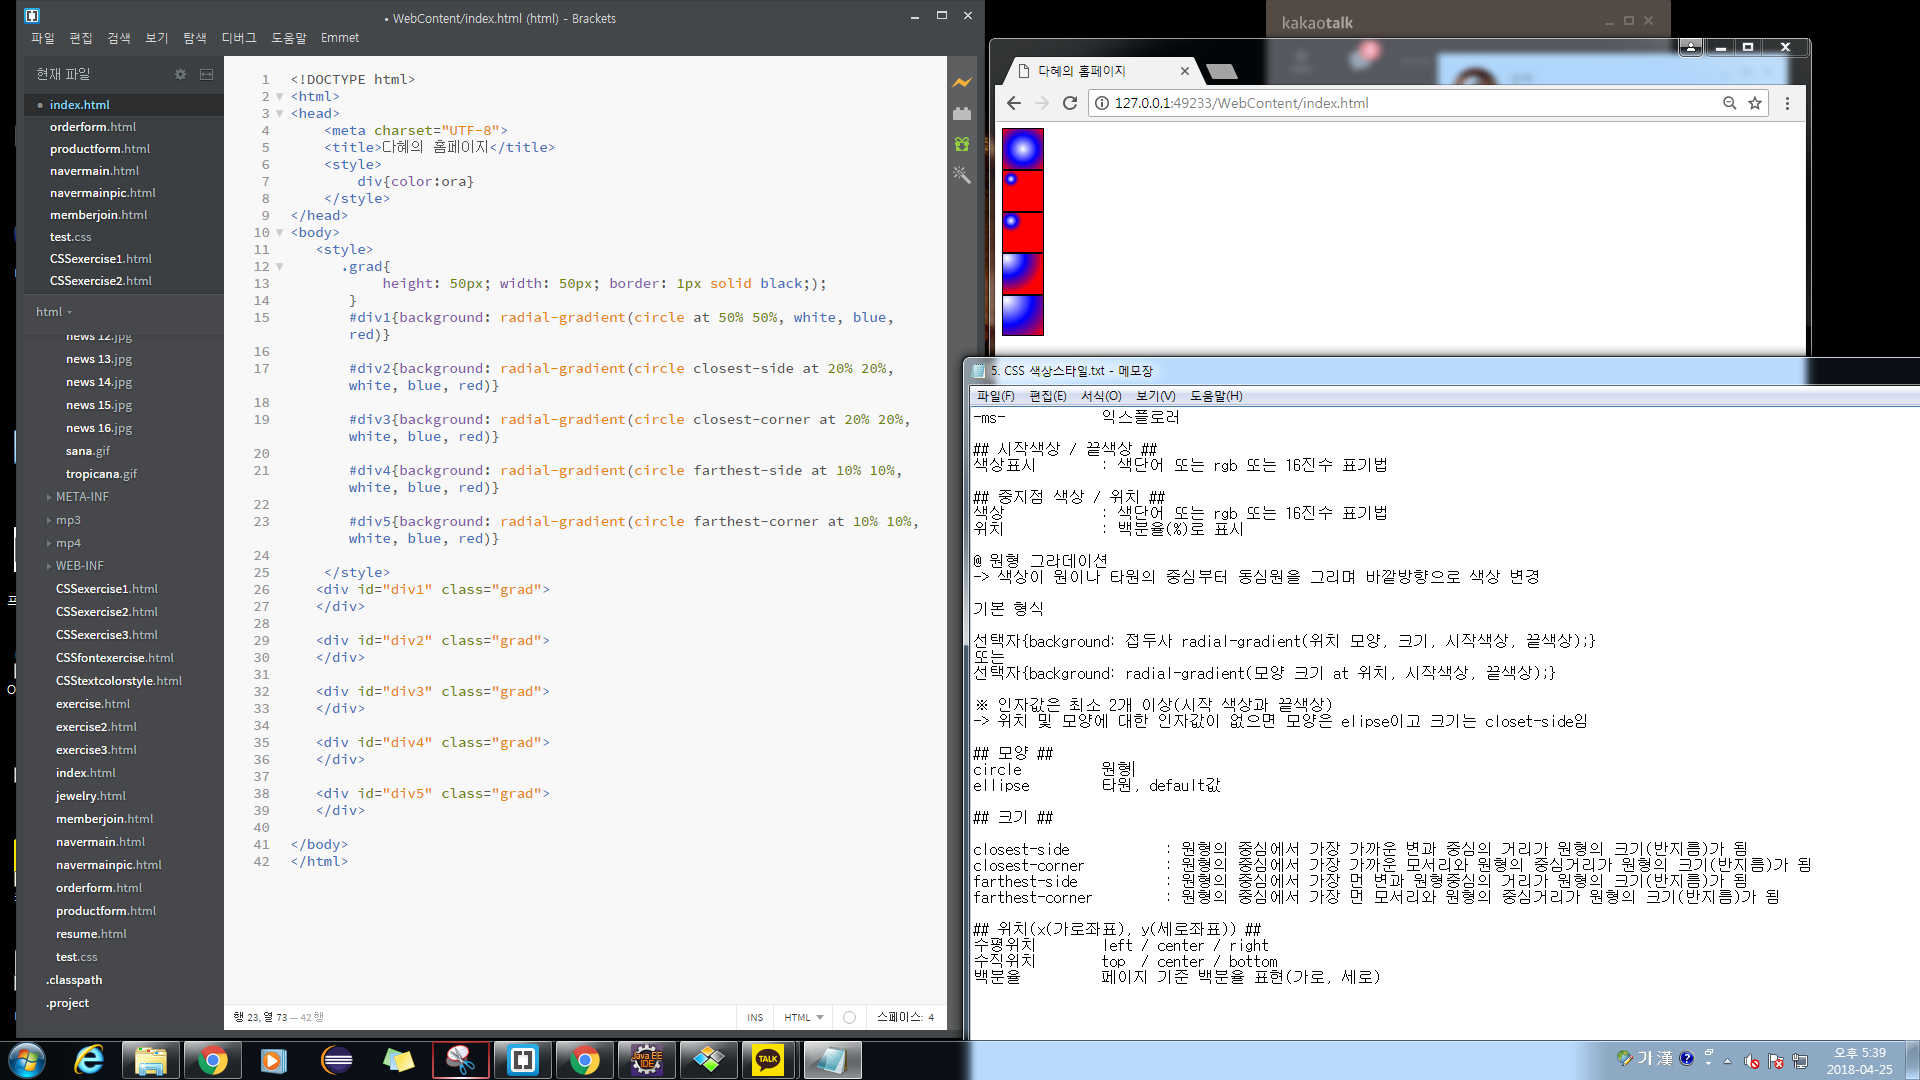 • WebContent/index.html (html) - Brackets
파일 편집 검색 보기 탐색 디버그 도움말 Emmet
현재 파일
index.html
orderform.html
productform.html
navermain.html
navermainpic.html
memberjoin.html
test.css
CSSexercise1.html
CSSexercise2.html
html
news 12.jpg
news 13.jpg
news 14.jpg
news 15.jpg
news 16.jpg
sana.gif
tropicana.gif
META-INF
mp3
mp4
WEB-INF
CSSexercise1.html
CSSexercise2.html
CSSexercise3.html
CSSfontexercise.html
CSStextcolorstyle.html
exercise.html
exercise2.html
exercise3.html
index.html
jewelry.html
memberjoin.html
navermain.html
navermainpic.html
orderform.html
productform.html
resume.html
test.css
.classpath
.project
1 <!DOCTYPE html>
2 <html>
3 <head>
4 <meta charset="UTF-8">
5 <title>다혜의 홈페이지</title>
6 <style>
7 div{color:ora}
8 </style>
9 </head>
10 <body>
11 <style>
12 .grad{
13 height: 50px; width: 50px; border: 1px solid black;);
14 }
15 #div1{background: radial-gradient(circle at 50% 50%, white, blue,
red)}
16
17 #div2{background: radial-gradient(circle closest-side at 20% 20%,
white, blue, red)}
18
19 #div3{background: radial-gradient(circle closest-corner at 20% 20%,
white, blue, red)}
20
21 #div4{background: radial-gradient(circle farthest-side at 10% 10%,
white, blue, red)}
22
23 #div5{background: radial-gradient(circle farthest-corner at 10% 10%,
white, blue, red)}
24
25 </style>
26 <div id="div1" class="grad">
27 </div>
28
29 <div id="div2" class="grad">
30 </div>
31
32 <div id="div3" class="grad">
33 </div>
34
35 <div id="div4" class="grad">
36 </div>
37
38 <div id="div5" class="grad">
39 </div>
40
41 </body>
42 </html>
행 23, 열 73 — 42 행
INS HTML 스페이스: 4
kakaotalk
다혜의 홈페이지
127.0.0.1:49233/WebContent/index.html
5. CSS 색상스타일.txt - 메모장
파일(F) 편집(E) 서식(O) 보기(V) 도움말(H)
-ms- 익스플로러
## 시작색상 / 끝색상 ##
색상표시 : 색단어 또는 rgb 또는 16진수 표기법
## 중지점 색상 / 위치 ##
색상 : 색단어 또는 rgb 또는 16진수 표기법
위치 : 백분율(%)로 표시
@ 원형 그라데이션
-> 색상이 원이나 타원의 중심부터 동심원을 그리며 바깥방향으로 색상 변경
기본 형식
선택자{background: 접두사 radial-gradient(위치 모양, 크기, 시작색상, 끝색상);}
또는
선택자{background: radial-gradient(모양 크기 at 위치, 시작색상, 끝색상);}
※ 인자값은 최소 2개 이상(시작 색상과 끝색상)
-> 위치 및 모양에 대한 인자값이 없으면 모양은 elipse이고 크기는 closet-side임
## 모양 ##
circle 원형
ellipse 타원, default값
## 크기 ##
closest-side : 원형의 중심에서 가장 가까운 변과 중심의 거리가 원형의 크기(반지름)가 됨
closest-corner : 원형의 중심에서 가장 가까운 모서리와 원형의 중심거리가 원형의 크기(반지름)가 됨
farthest-side : 원형의 중심에서 가장 먼 변과 원형중심의 거리가 원형의 크기(반지름)가 됨
farthest-corner : 원형의 중심에서 가장 먼 모서리와 원형의 중심거리가 원형의 크기(반지름)가 됨
## 위치(x(가로좌표), y(세로좌표)) ##
수평위치 left / center / right
수직위치 top / center / bottom
백분율 페이지 기준 백분율 표현(가로, 세로)
Java EE
IDE
TALK
가 漢
오후 5:39
2018-04-25